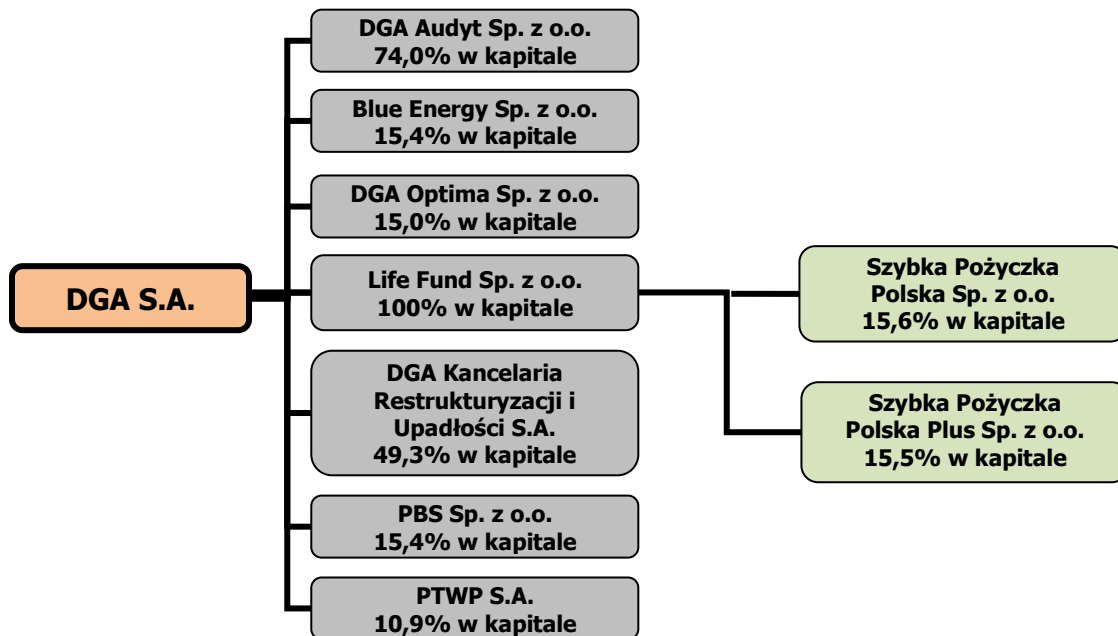 DGA Audyt Sp. z o.o.
74,0% w kapitale
Blue Energy Sp. z o.o.
15,4% w kapitale
DGA Optima Sp. z o.o.
15,0% w kapitale
DGA S.A.
Life Fund Sp. z o.o.
100% w kapitale
Szybka Pożyczka
Polska Sp. z o.o.
15,6% w kapitale
DGA Kancelaria
Restrukturyzacji i
Upadłości S.A.
49,3% w kapitale
Szybka Pożyczka
Polska Plus Sp. z o.o.
15,5% w kapitale
PBS Sp. z o.o.
15,4% w kapitale
PTWP S.A.
10,9% w kapitale